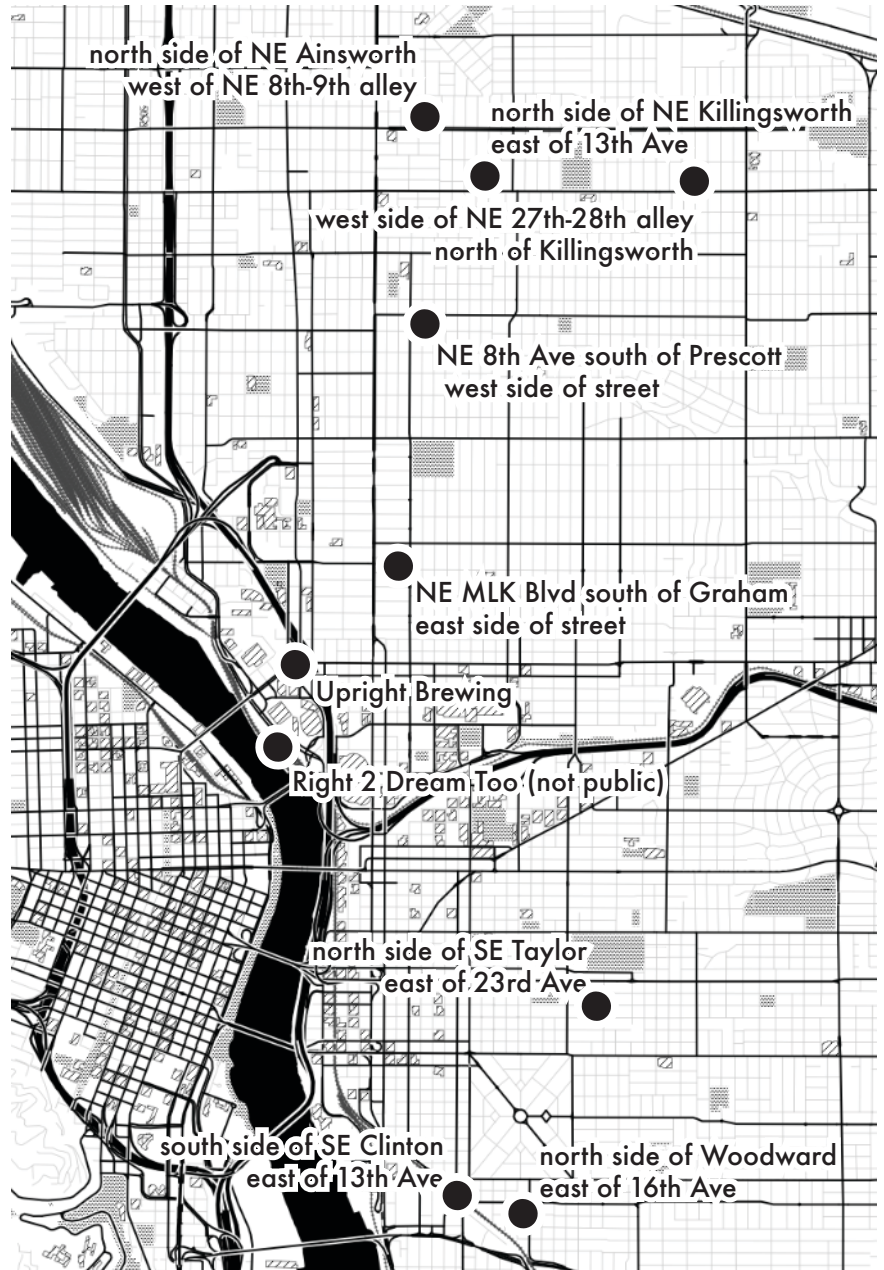 north side of NE Ainsworth
west of NE 8th-9th alley
north side of NE Killingsworth
east of 13th Ave
west side of NE 27th-28th alley
north of Killingsworth
NE 8th Ave south of Prescott
west side of street
NE MLK Blvd south of Graham
east side of street
Upright Brewing
Right 2 Dream Too (not public)
north side of SE Taylor
east of 23rd Ave
south side of SE Clinton
east of 13th Ave
north side of Woodward
east of 16th Ave